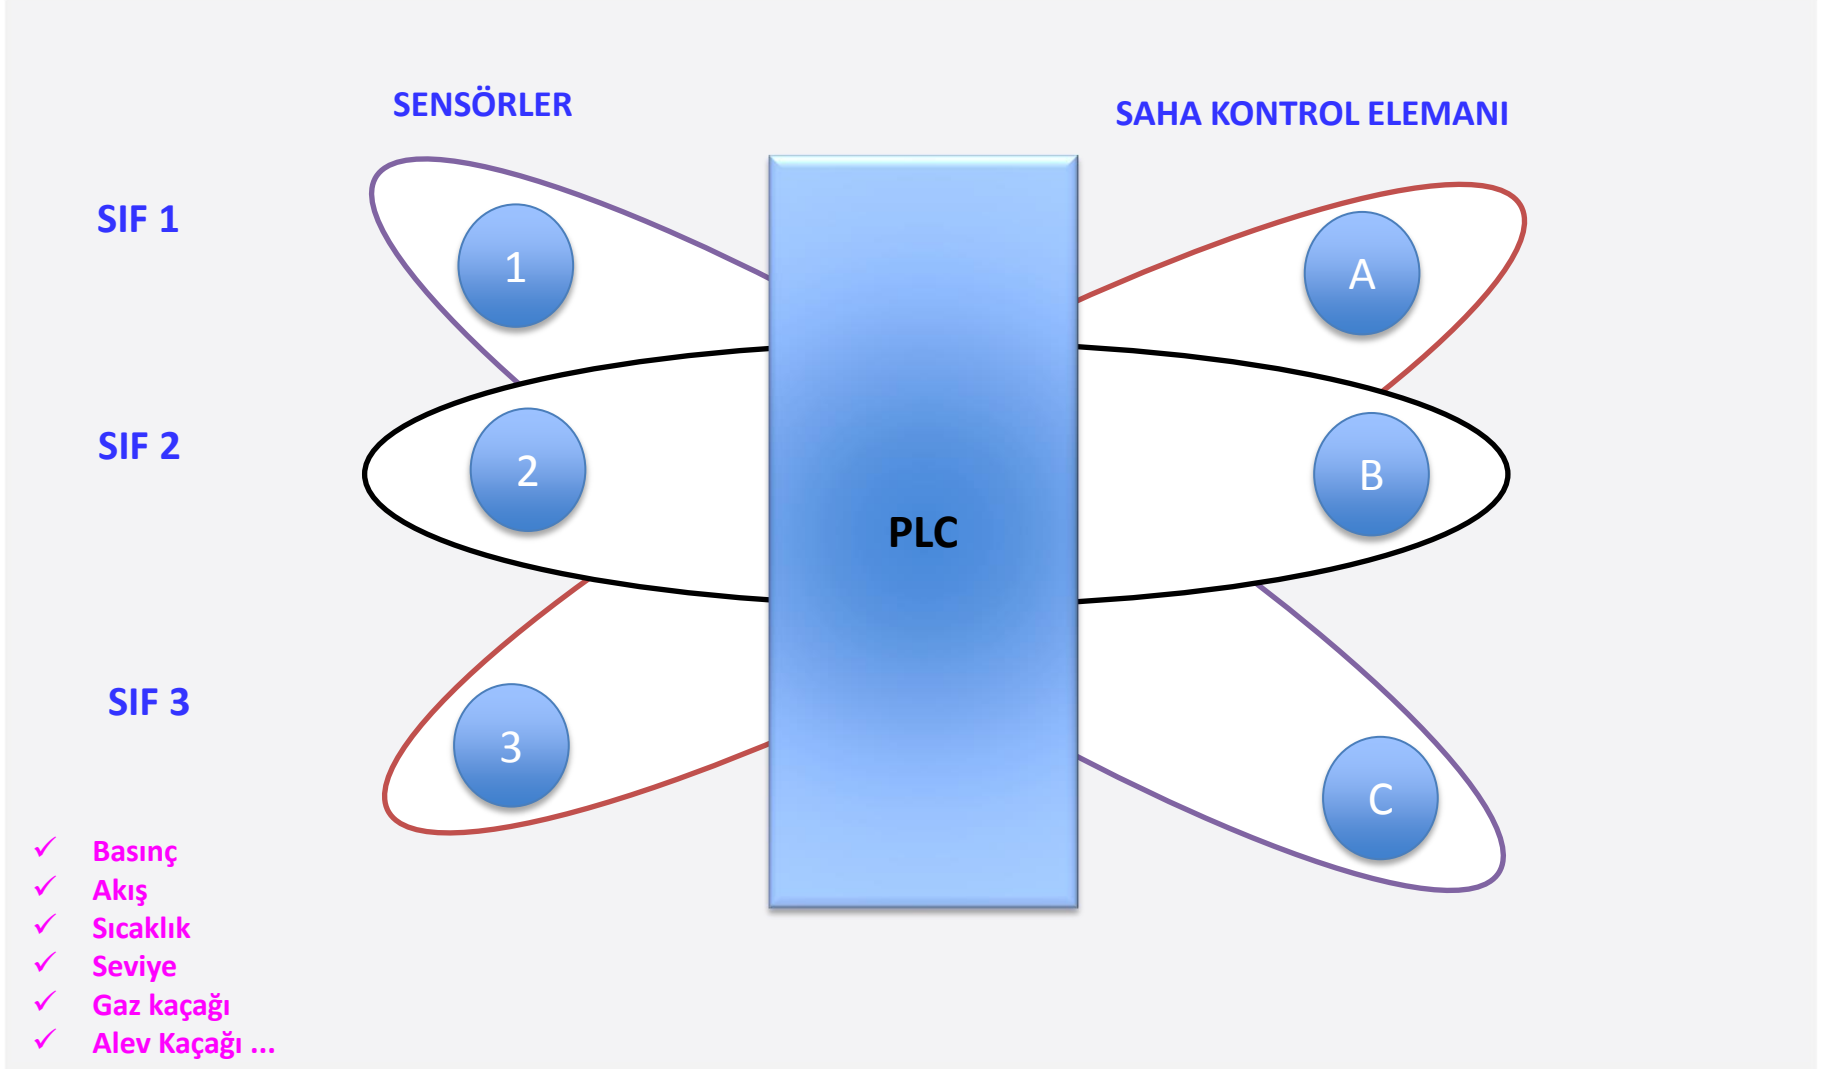 SENSÖRLER
SAHA KONTROL ELEMANI
SIF 1
1
A
SIF 2
2
B
PLC
SIF 3
3
C
✓ Basınç
✓ Akış
✓ Sıcaklık
✓ Seviye
✓ Gaz kaçağı
✓ Alev Kaçağı ...